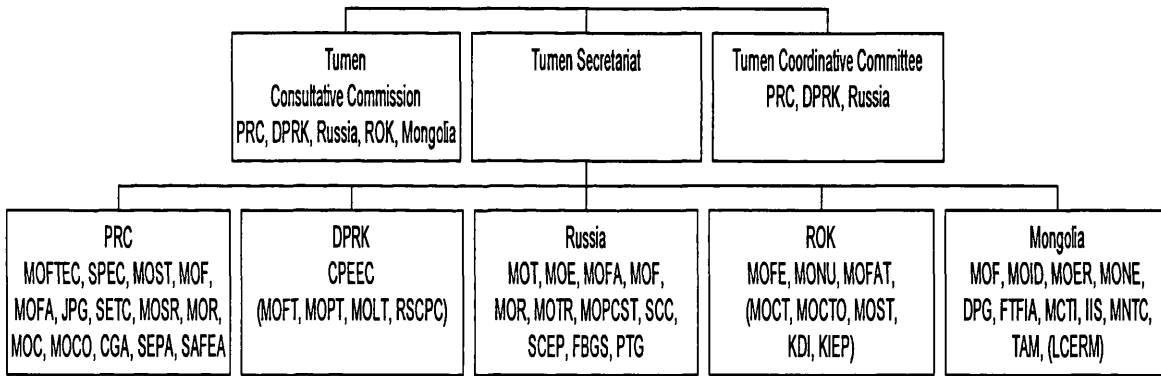 Tumen
Consultative Commission
PRC, DPRK, Russia, ROK, Mongolia
Tumen Secretariat
Tumen Coordinative Committee
PRC, DPRK, Russia
PRC
MOFTEC, SPEC, MOST, MOF,
MOFA, JPG, SETC, MOSR, MOR,
MOC, MOCO, CGA, SEPA, SAFEA
DPRK
CPEEC
(MOFT, MOPT, MOLT, RSCPC)
Russia
MOT, MOE, MOFA, MOF,
MOR, MOTR, MOPCST, SCC,
SCEP, FBGS, PTG
ROK
MOFE, MONU, MOFAT,
(MOCT, MOCTO, MOST,
KDI, KIEP)
Mongolia
MOF, MOID, MOER, MONE,
DPG, FTFIA, MCTI, IIS, MNTC,
TAM, (LCERM)